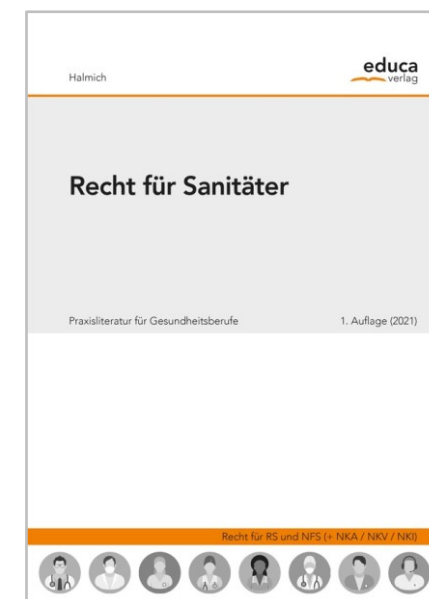 Halmich
educa
verlag
Recht für Sanitäter
Praxisliteratur für Gesundheitsberufe
1. Auflage (2021)
Recht für RS und NFS (+ NKA / NKV / NKI)